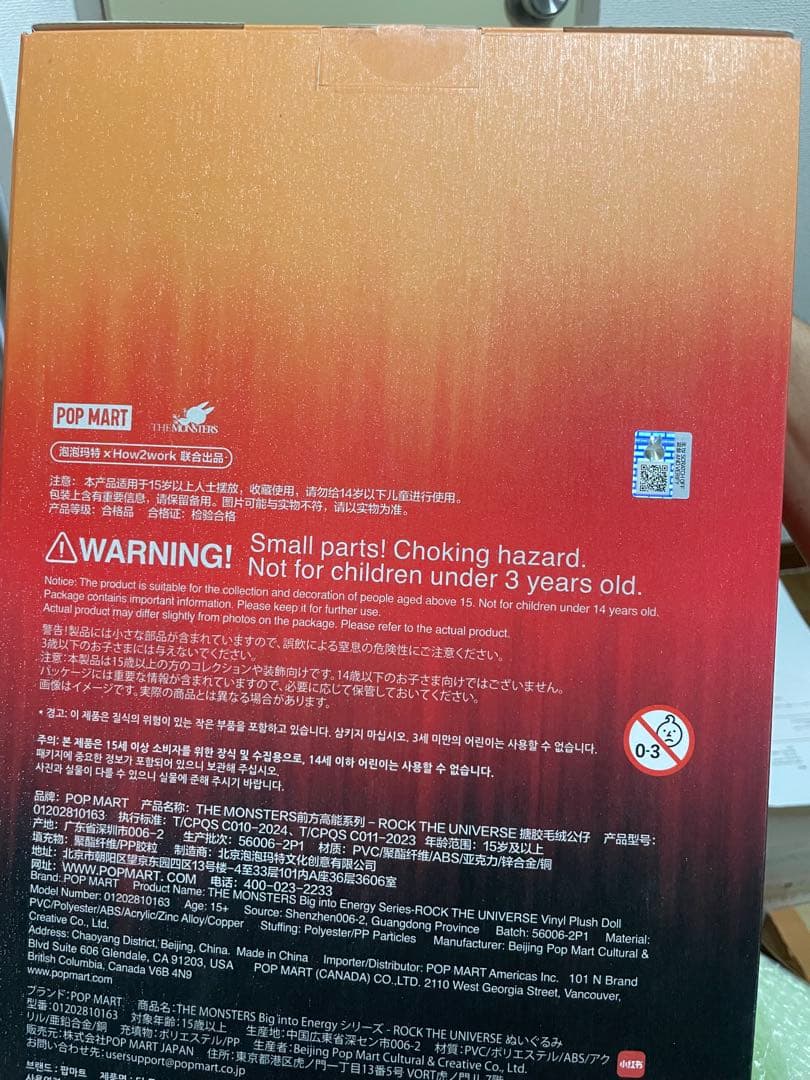 POP MART
THE MONSTERS
泡泡玛特 × How2work 联合出品
注意： 本产品适用于15岁以上人士摆放，收藏使用，请勿给14岁以下儿童进行使用。
包装上含有重要信息，请保留备用。图片可能与实物不符，请以实物为准。
产品等级：合格品 合格证：检验合格
WARNING! Small parts! Choking hazard.
Not for children under 3 years old.
Notice: The product is suitable for the collection and decoration of people aged above 15. Not for children under 14 years old.
Package contains important information. Please keep it for further use.
Actual product may differ slightly from photos on the package. Please refer to the actual product.
警告！製品には小さな部品が含まれていますので、誤飲による窒息の危険性にご注意ください。
3歳以下のお子さまには与えないでください。
注意：本製品は15歳以上の方のコレクションや装飾向けです。14歳以下のお子さま向けではございません。
パッケージには重要な情報が含まれていますので、必要に応じて保管しておいてください。
画像はイメージです。実際の商品とは異なる場合があります。
* 경고: 이 제품은 질식의 위험이 있는 작은 부품을 포함하고 있습니다. 삼키지 마십시오. 3세 미만의 어린이는 사용할 수 없습니다.
주의: 본 제품은 15세 이상 소비자를 위한 장식 및 수집용으로, 14세 이하 어린이는 사용할 수 없습니다.
패키지에 중요한 정보가 포함되어 있으니 보관해 주십시오.
사진과 실물이 다를 수 있으니 실물에 준해 주시기 바랍니다.
0-3
品牌：POP MART 产品名称：THE MONSTERS前方高能系列－ROCK THE UNIVERSE 搪胶毛绒公仔 产品型号：
01202810163 执行标准：T/CPQS C010-2024、T/CPQS C011-2023 年龄范围：15岁及以上
产地：广东省深圳市006-2 生产批次：56006-2P1 材质：PVC/聚酯纤维/ABS/亚克力/锌合金/铜
填充物：聚酯纤维/PP胶粒 制造商：北京泡泡玛特文化创意有限公司
地址：北京市朝阳区望京东园四区13号楼-4至33层101内A座36层3606室
网址：WWW.POPMART.COM 电话：400-023-2233
Brand: POP MART Product Name: THE MONSTERS Big into Energy Series-ROCK THE UNIVERSE Vinyl Plush Doll
Model Number: 01202810163 Age: 15+ Source: Shenzhen006-2, Guangdong Province Batch: 56006-2P1 Material:
PVC/Polyester/ABS/Acrylic/Zinc Alloy/Copper Stuffing: Polyester/PP Particles Manufacturer: Beijing Pop Mart Cultural &
Creative Co., Ltd.
Address: Chaoyang District, Beijing, China. Made in China Importer/Distributor: POP MART Americas Inc. 101 N Brand
Blvd Suite 606 Glendale, CA 91203, USA POP MART (CANADA) CO.,LTD. 2110 West Georgia Street, Vancouver,
British Columbia, Canada V6B 4N9
www.popmart.com
ブランド：POP MART 商品名：THE MONSTERS Big into Energy シリーズ - ROCK THE UNIVERSE ぬいぐるみ
型番：01202810163 対象年齢：15歳以上 生産地：中国広東省深セン市006-2 材質：PVC/ポリエステル/ABS/アク
リル/亜鉛合金/銅 充填物：ポリエステル/PP 生産者：Beijing Pop Mart Cultural & Creative Co., Ltd.
販売元：株式会社POP MART JAPAN 住所：東京都港区虎ノ門一丁目13番5号 VORT虎ノ門II 7階
お問い合わせ先：usersupport@popmart.co.jp
브랜드：팝마트
小红书